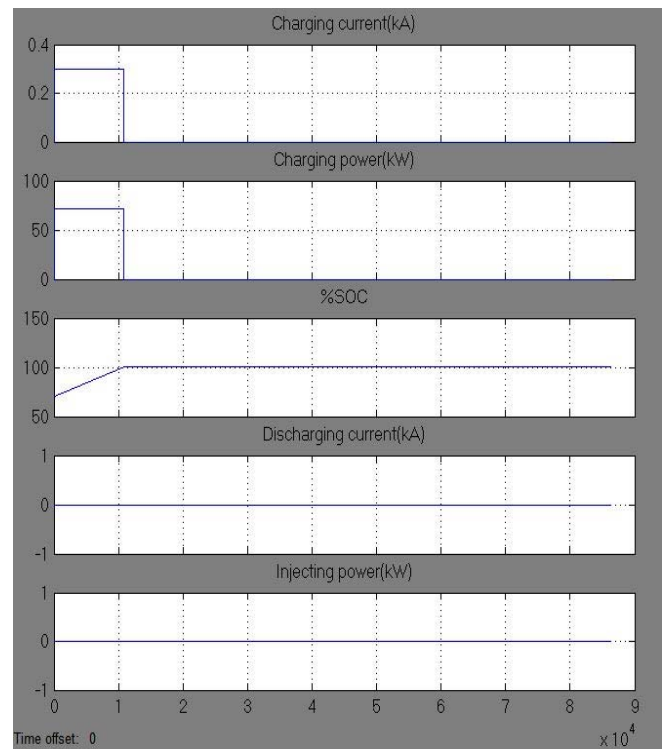 Charging current(kA)
0.4
0.2
0
Charging power(kW)
100
50
0
%SOC
150
100
50
Discharging current(kA)
1
0
-1
Injecting power(kW)
1
0
-1
0 1 2 3 4 5 6 7 8 9
Time offset: 0
x 10^4